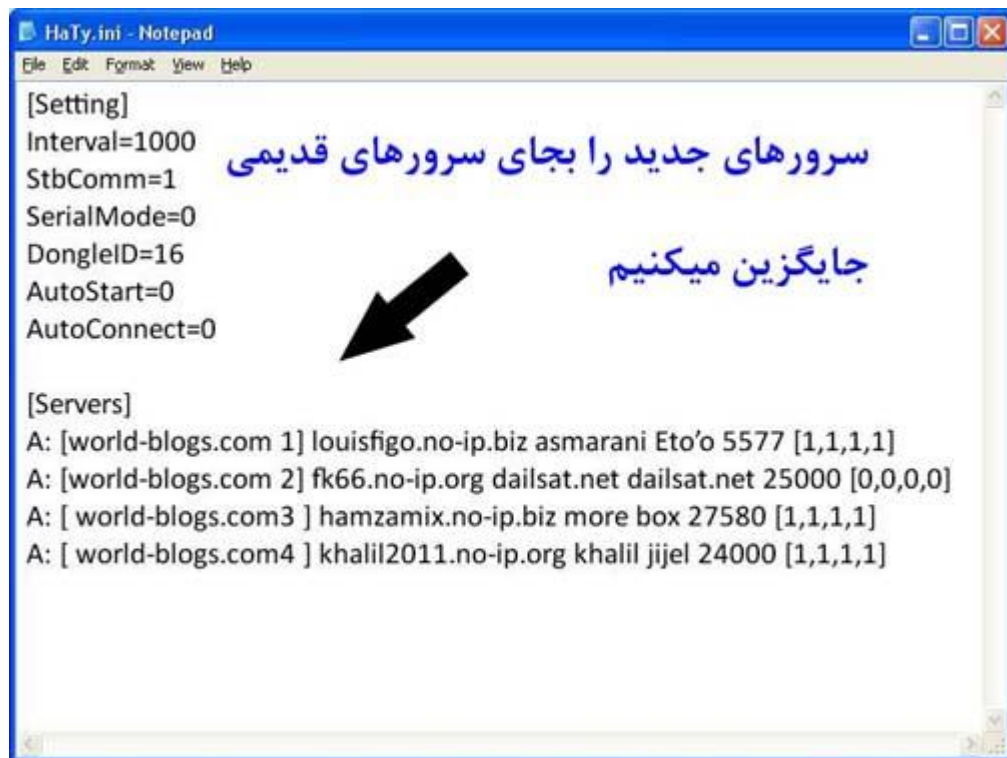 HaTy.ini - Notepad
File Edit Format View Help
[Setting]
Interval=1000
StbComm=1
SerialMode=0
DongleID=16
AutoStart=0
AutoConnect=0
سرورهای جدید را بجای سرورهای قدیمی
جایگزین میکنیم
[Servers]
A: [world-blogs.com 1] louisfigo.no-ip.biz asmarani Eto’o 5577 [1,1,1,1]
A: [world-blogs.com 2] fk66.no-ip.org dailsat.net dailsat.net 25000 [0,0,0,0]
A: [ world-blogs.com3 ] hamzamix.no-ip.biz more box 27580 [1,1,1,1]
A: [ world-blogs.com4 ] khalil2011.no-ip.org khalil jijel 24000 [1,1,1,1]